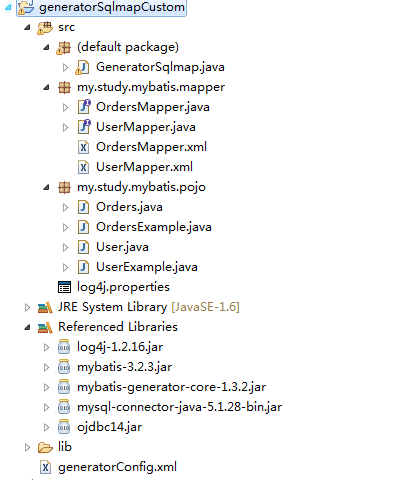 generatorSqlmapCustom
src
(default package)
GeneratorSqlmap.java
my.study.mybatis.mapper
OrdersMapper.java
UserMapper.java
OrdersMapper.xml
UserMapper.xml
my.study.mybatis.pojo
Orders.java
OrdersExample.java
User.java
UserExample.java
log4j.properties
JRE System Library [JavaSE-1.6]
Referenced Libraries
log4j-1.2.16.jar
mybatis-3.2.3.jar
mybatis-generator-core-1.3.2.jar
mysql-connector-java-5.1.28-bin.jar
ojdbc14.jar
lib
generatorConfig.xml